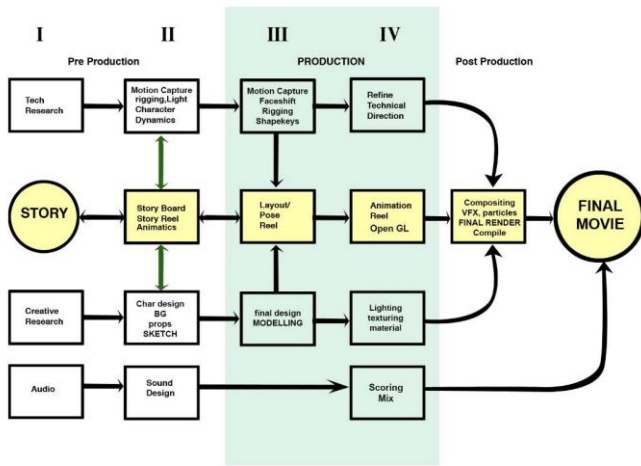 I
II
III
IV
Pre Production
PRODUCTION
Post Production
Tech
Research
Motion Capture
rigging,Light
Character
Dynamics
Motion Capture
Faceshift
Rigging
Shapekeys
Refine
Technical
Direction
STORY
Story Board
Story Reel
Animatics
Layout/
Pose
Reel
Animation
Reel
Open GL
Compositing
VFX, particles
FINAL RENDER
Compile
FINAL
MOVIE
Creative
Research
Char design
BG
props
SKETCH
final design
MODELLING
Lighting
texturing
material
Audio
Sound
Design
Scoring
Mix